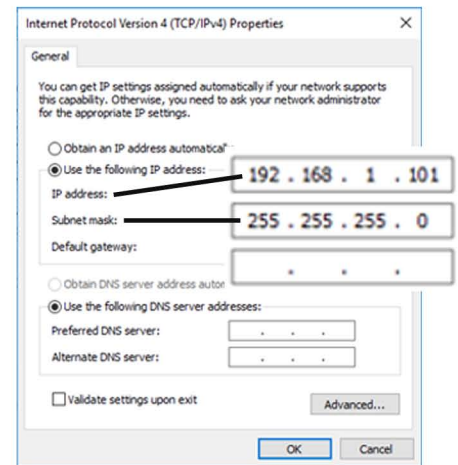 Internet Protocol Version 4 (TCP/IPv4) Properties
General
You can get IP settings assigned automatically if your network supports
this capability. Otherwise, you need to ask your network administrator
for the appropriate IP settings.
Obtain an IP address automatical
Use the following IP address:
IP address: 192 . 168 . 1 . 101
Subnet mask: 255 . 255 . 255 . 0
Default gateway: . . .
Obtain DNS server address autor
Use the following DNS server addresses:
Preferred DNS server: . . .
Alternate DNS server: . . .
Validate settings upon exit
Advanced...
OK Cancel